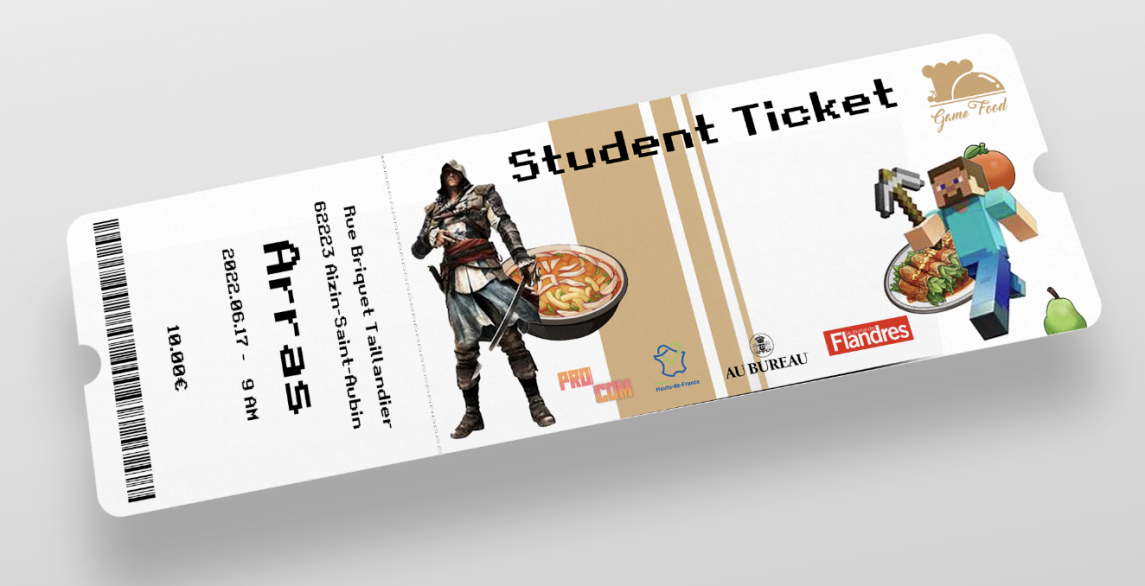 Student Ticket
Game Food
Rue Briquet Taillandier
62223 Aizin-Saint-Aubin
Arras
2022.06.17 - 9 AM
10.00€
PRO
COM
Hauts-de-France
AU BUREAU
Flandres